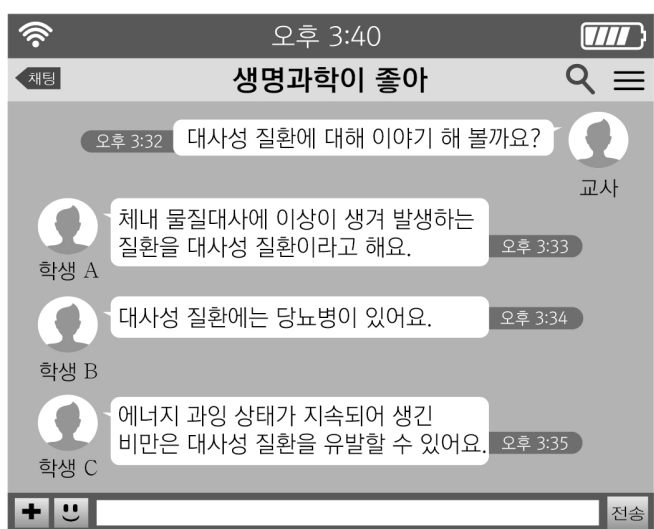 오후 3:40
채팅
생명과학이 좋아
오후 3:32
대사성 질환에 대해 이야기 해 볼까요?
교사
체내 물질대사에 이상이 생겨 발생하는
질환을 대사성 질환이라고 해요.
오후 3:33
학생 A
대사성 질환에는 당뇨병이 있어요.
오후 3:34
학생 B
에너지 과잉 상태가 지속되어 생긴
비만은 대사성 질환을 유발할 수 있어요.
오후 3:35
학생 C
전송